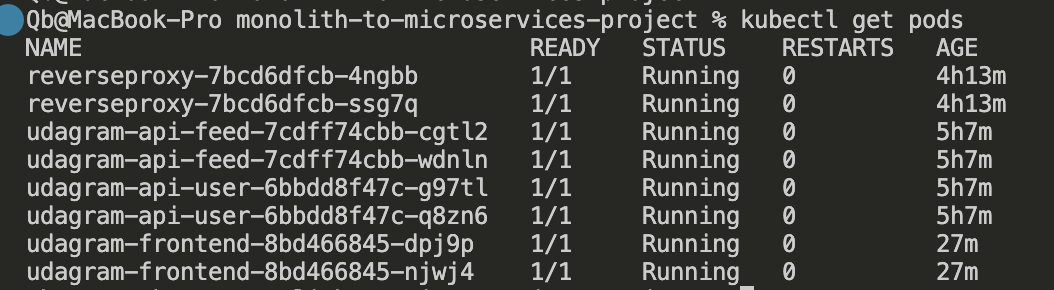 Qb@MacBook-Pro monolith-to-microservices-project % kubectl get pods
NAME READY STATUS RESTARTS AGE
reverseproxy-7bcd6dfcb-4ngbb 1/1 Running 0 4h13m
reverseproxy-7bcd6dfcb-ssg7q 1/1 Running 0 4h13m
udagram-api-feed-7cdff74cbb-cgtl2 1/1 Running 0 5h7m
udagram-api-feed-7cdff74cbb-wdnln 1/1 Running 0 5h7m
udagram-api-user-6bbdd8f47c-g97tl 1/1 Running 0 5h7m
udagram-api-user-6bbdd8f47c-q8zn6 1/1 Running 0 5h7m
udagram-frontend-8bd466845-dpj9p 1/1 Running 0 27m
udagram-frontend-8bd466845-njwj4 1/1 Running 0 27m